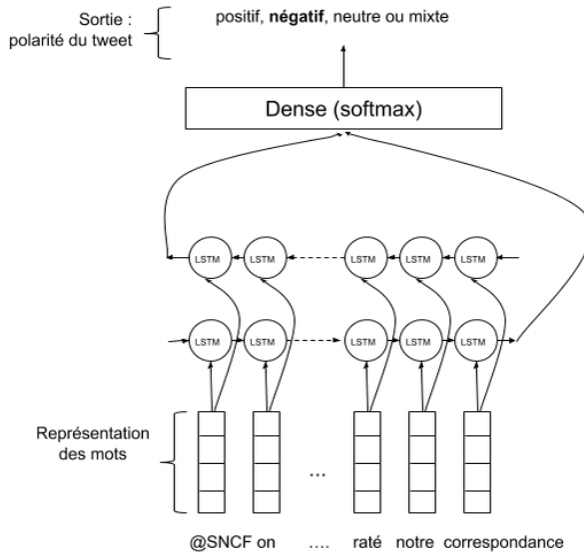 Sortie :
polarité du tweet
positif, négatif, neutre ou mixte
Dense (softmax)
LSTM LSTM LSTM LSTM LSTM
LSTM LSTM LSTM LSTM LSTM
Représentation
des mots
...
@SNCF on .... raté notre correspondance